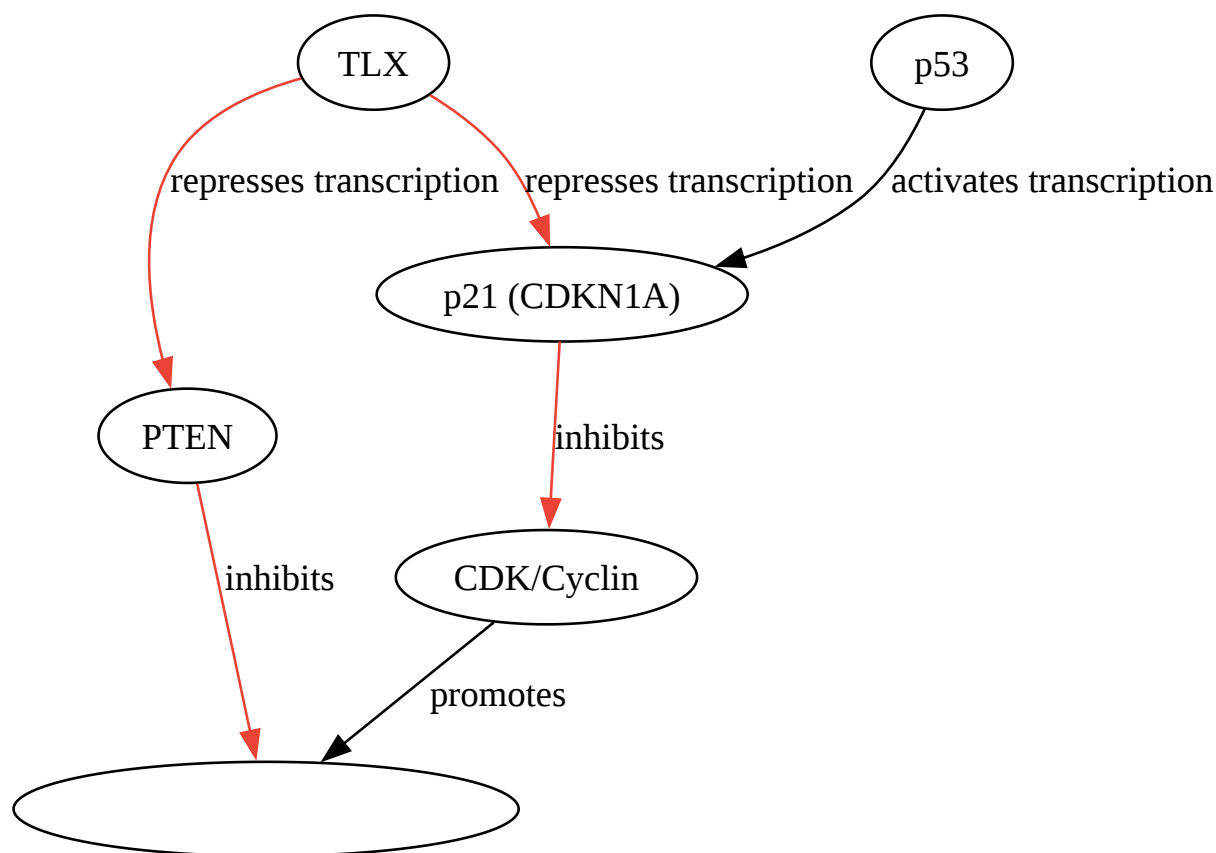 TLX
p53
represses transcription
represses transcription
activates transcription
p21 (CDKN1A)
PTEN
inhibits
inhibits
CDK/Cyclin
promotes